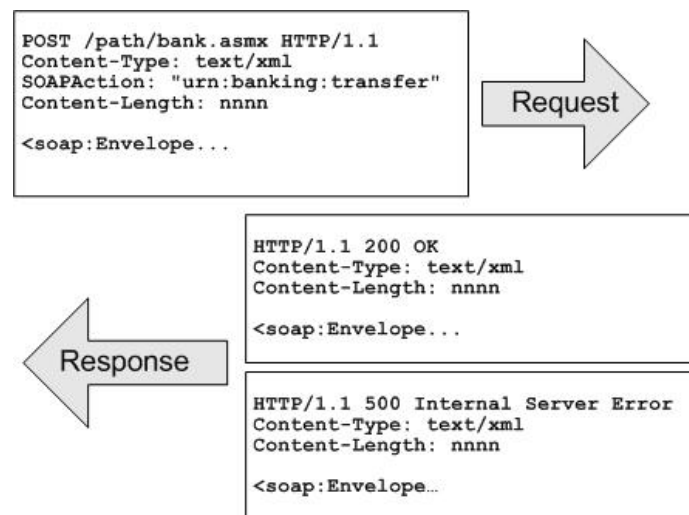 POST /path/bank.asmx HTTP/1.1
Content-Type: text/xml
SOAPAction: "urn:banking:transfer"
Content-Length: nnnn
<soap:Envelope...
Request
HTTP/1.1 200 OK
Content-Type: text/xml
Content-Length: nnnn
<soap:Envelope...
Response
HTTP/1.1 500 Internal Server Error
Content-Type: text/xml
Content-Length: nnnn
<soap:Envelope…